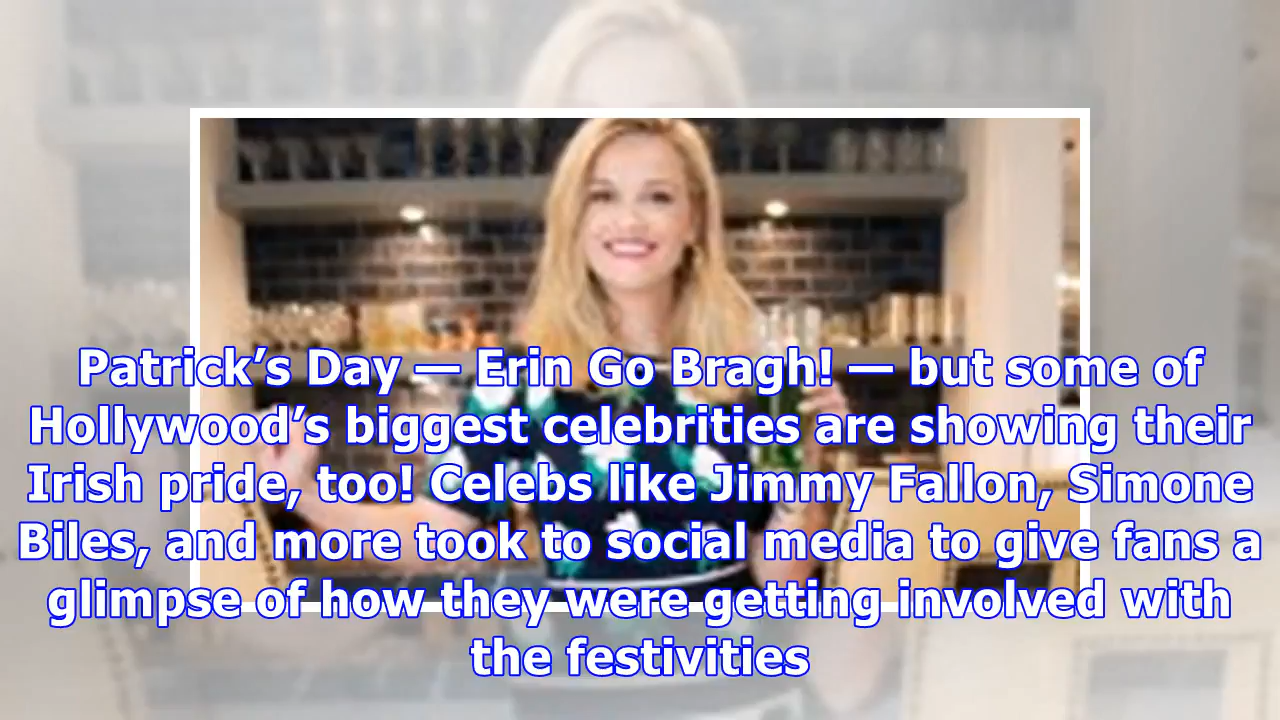 Patrick’s Day — Erin Go Bragh! — but some of
Hollywood’s biggest celebrities are showing their
Irish pride, too! Celebs like Jimmy Fallon, Simone
Biles, and more took to social media to give fans a
glimpse of how they were getting involved with
the festivities